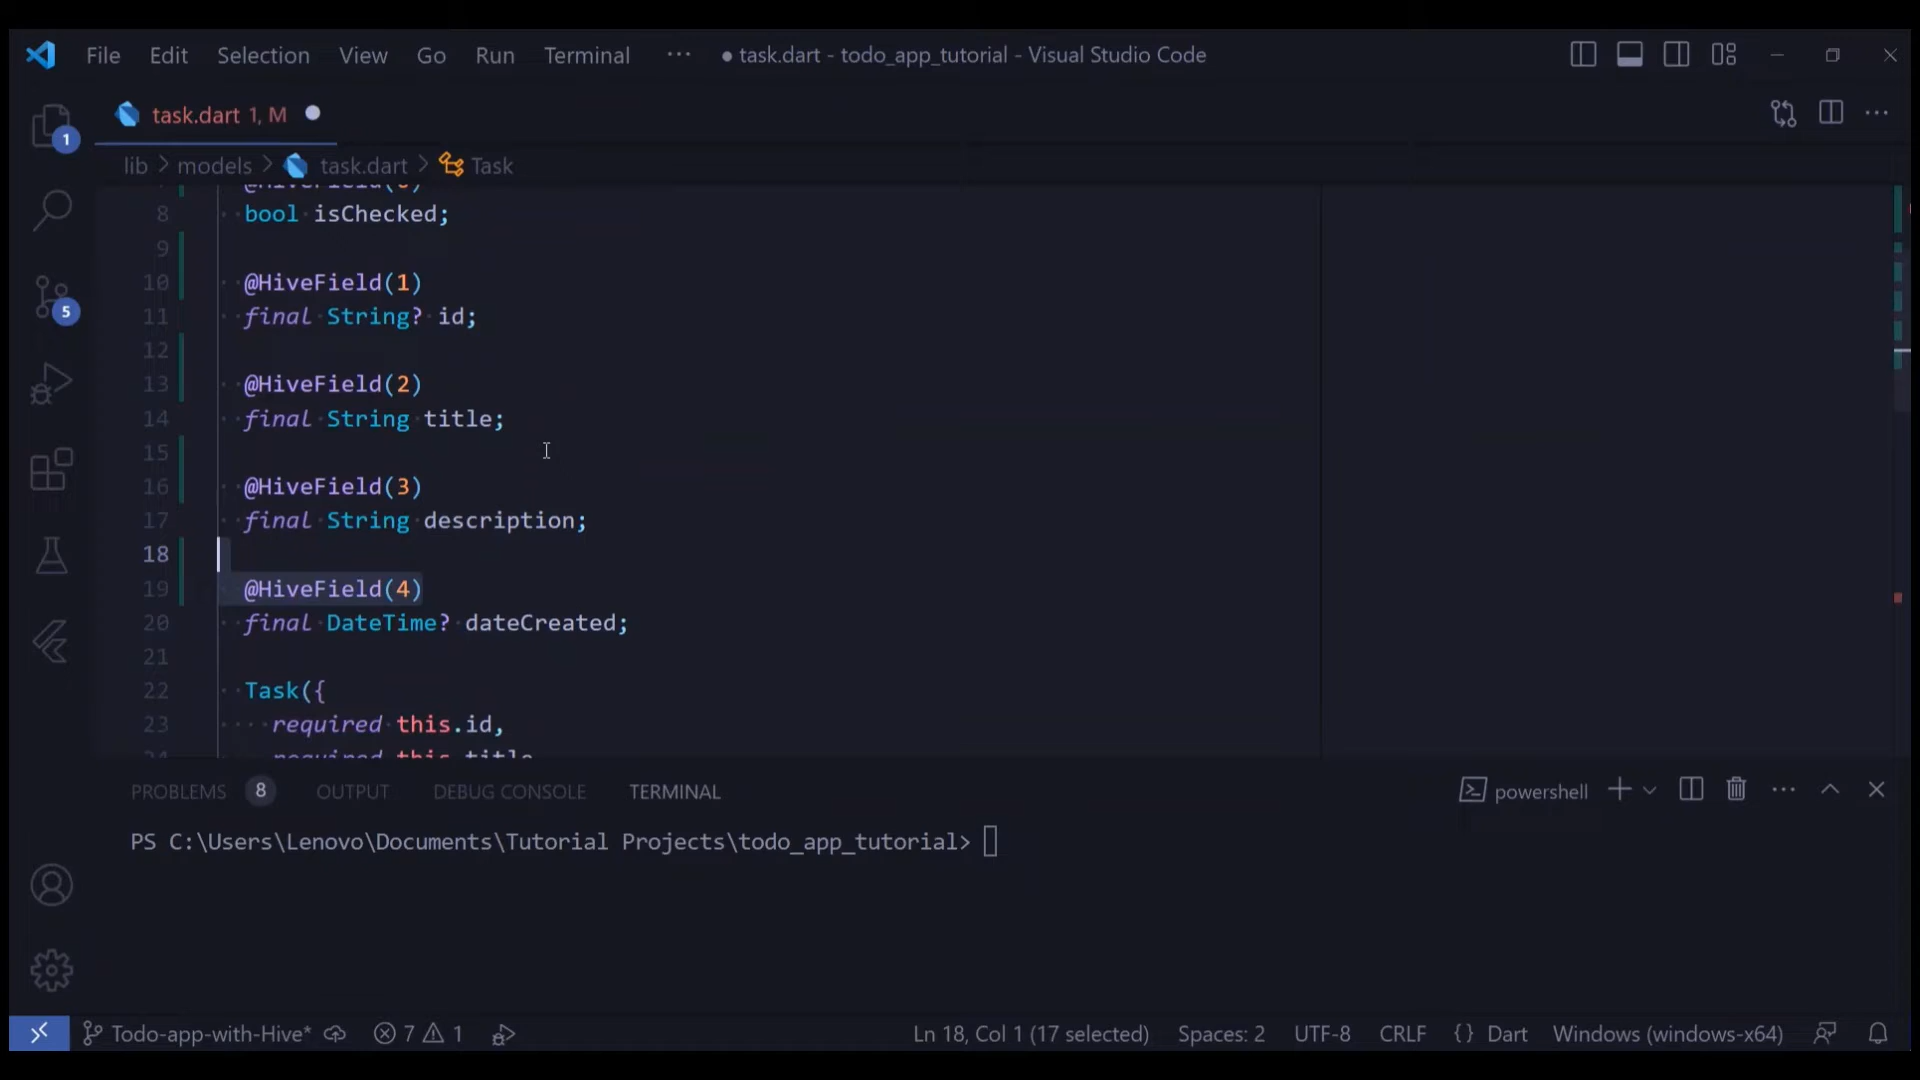 File Edit Selection View Go Run Terminal ··· ● task.dart - todo_app_tutorial - Visual Studio Code
1
task.dart 1, M
lib > models > task.dart > Task
8 bool isChecked;
9
10 @HiveField(1)
11 final String? id;
12
13 @HiveField(2)
14 final String title;
15
16 @HiveField(3)
17 final String description;
18
19 @HiveField(4)
20 final DateTime? dateCreated;
21
22 Task({
23 required this.id,
5
PROBLEMS 8 OUTPUT DEBUG CONSOLE TERMINAL powershell
PS C:\Users\Lenovo\Documents\Tutorial Projects\todo_app_tutorial>
Todo-app-with-Hive* 7 1 Ln 18, Col 1 (17 selected) Spaces: 2 UTF-8 CRLF {} Dart Windows (windows-x64)